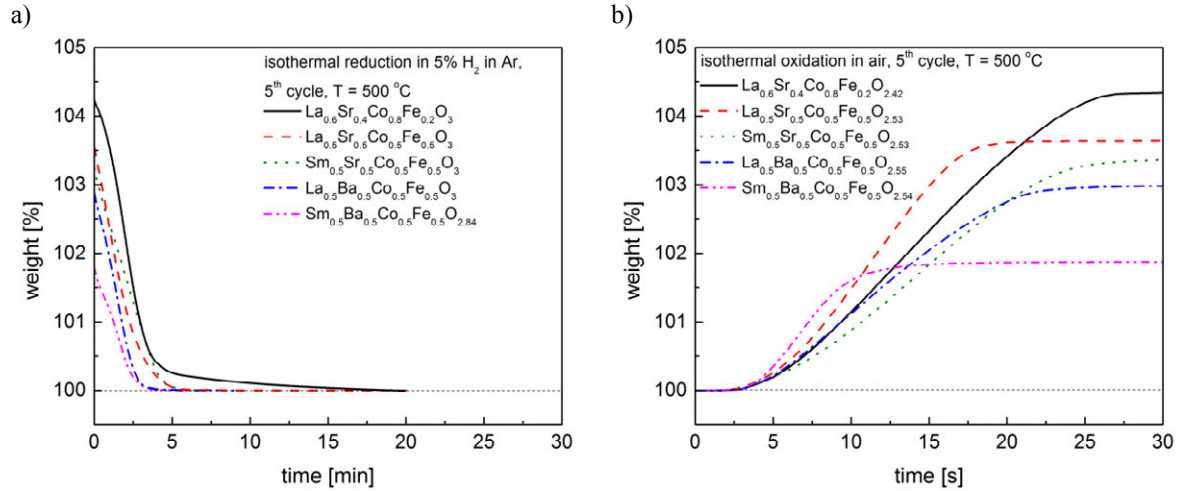 a)
105
104
103
102
101
100
weight [%]
0 5 10 15 20 25 30
time [min]
isothermal reduction in 5% H₂ in Ar,
5ᵗʰ cycle, T = 500 °C
La₀.₆Sr₀.₄Co₀.₈Fe₀.₂O₃
La₀.₅Sr₀.₅Co₀.₅Fe₀.₅O₃
Sm₀.₅Sr₀.₅Co₀.₅Fe₀.₅O₃
La₀.₅Ba₀.₅Co₀.₅Fe₀.₅O₃
Sm₀.₅Ba₀.₅Co₀.₅Fe₀.₅O₂.₈₄
b)
105
104
103
102
101
100
weight [%]
0 5 10 15 20 25 30
time [s]
isothermal oxidation in air, 5ᵗʰ cycle, T = 500 °C
La₀.₆Sr₀.₄Co₀.₈Fe₀.₂O₂.₄₂
La₀.₅Sr₀.₅Co₀.₅Fe₀.₅O₂.₅₃
Sm₀.₅Sr₀.₅Co₀.₅Fe₀.₅O₂.₅₃
La₀.₅Ba₀.₅Co₀.₅Fe₀.₅O₂.₅₅
Sm₀.₅Ba₀.₅Co₀.₅Fe₀.₅O₂.₅₄